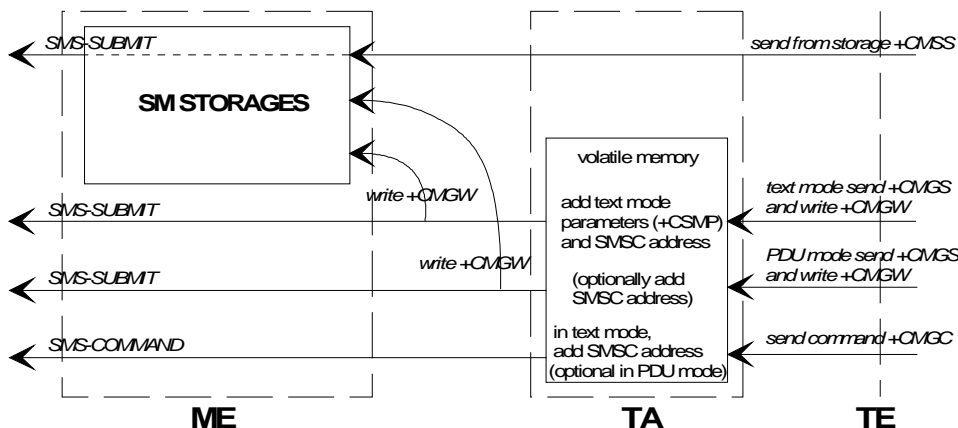 SMS-SUBMIT
send from storage +CMSS
SM STORAGES
volatile memory
write +CMGW
text mode send +CMGS
and write +CMGW
SMS-SUBMIT
add text mode
parameters (+CSMP)
and SMSC address
write +CMGW
PDU mode send +CMGS
and write +CMGW
SMS-SUBMIT
(optionally add
SMSC address)
SMS-COMMAND
in text mode,
add SMSC address
(optional in PDU mode)
send command +CMGC
ME
TA
TE